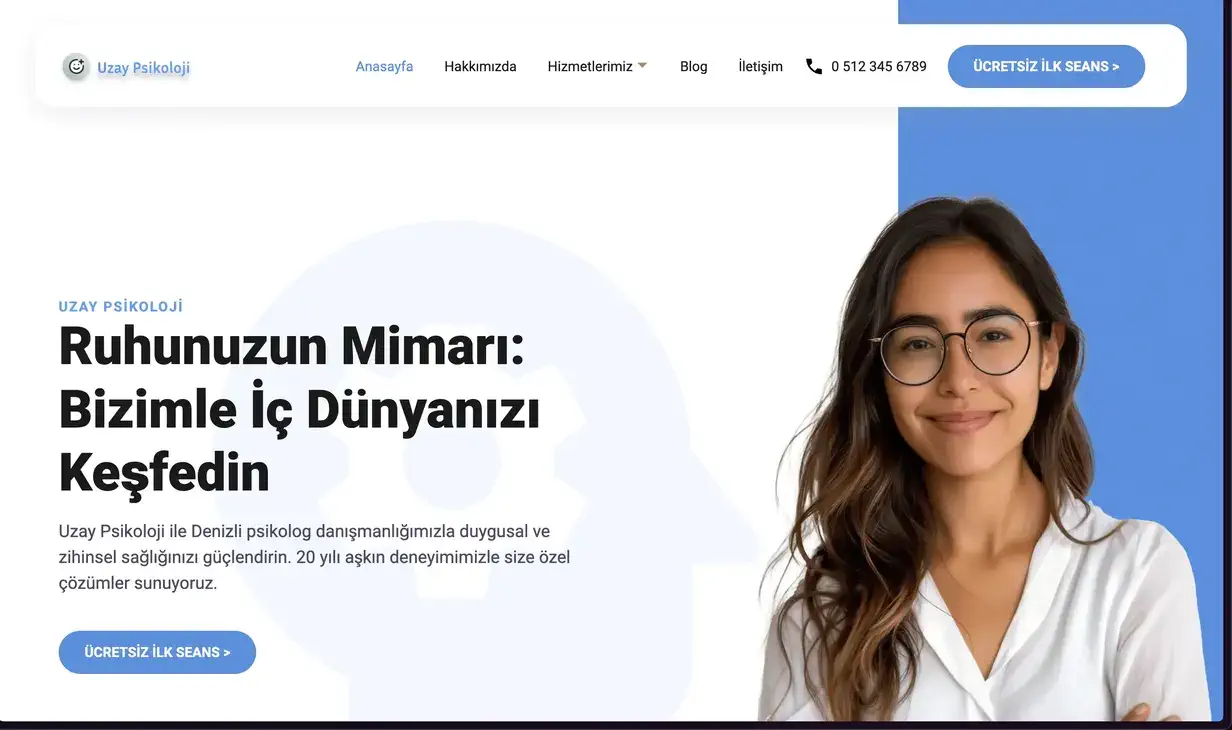 Uzay Psikoloji
Anasayfa
Hakkımızda
Hizmetlerimiz
Blog
İletişim
0 512 345 6789
ÜCRETSİZ İLK SEANS >
UZAY PSİKOLOJİ
Ruhunuzun Mimarı:
Bizimle İç Dünyanızı
Keşfedin
Uzay Psikoloji ile Denizli psikolog danışmanlığımızla duygusal ve
zihinsel sağlığınızı güçlendirin. 20 yılı aşkın deneyimimizle size özel
çözümler sunuyoruz.
ÜCRETSİZ İLK SEANS >